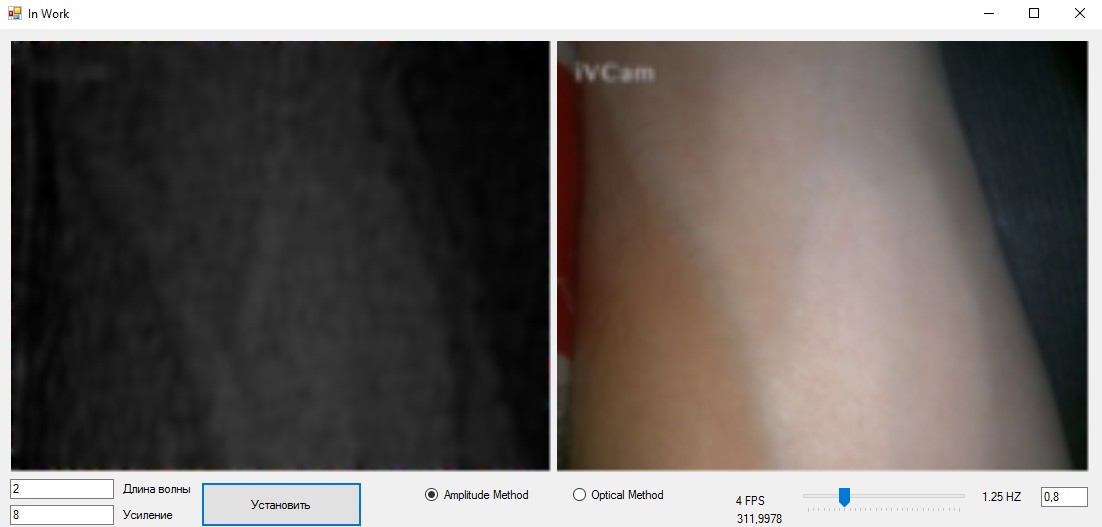 In Work
iVCam
2
Длина волны
8
Усиление
Установить
Amplitude Method
Optical Method
4 FPS
311,9978
1.25 HZ
0,8